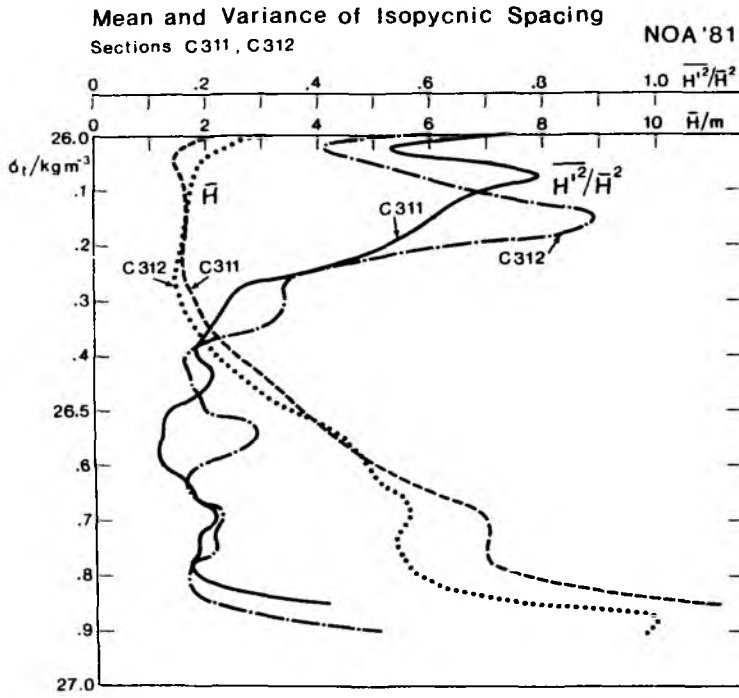 Mean and Variance of Isopycnic Spacing
Sections C311, C312
NOA '81
0 .2 .4 .6 .8 1.0 H'²/H̄²
0 2 4 6 8 10 H̄/m
26.0
σt/kg m⁻³
H̄
H'²/H̄²
.1
C311
.2
C312
C312 C311
.3
.4
26.5
.6
.7
.8
.9
27.0